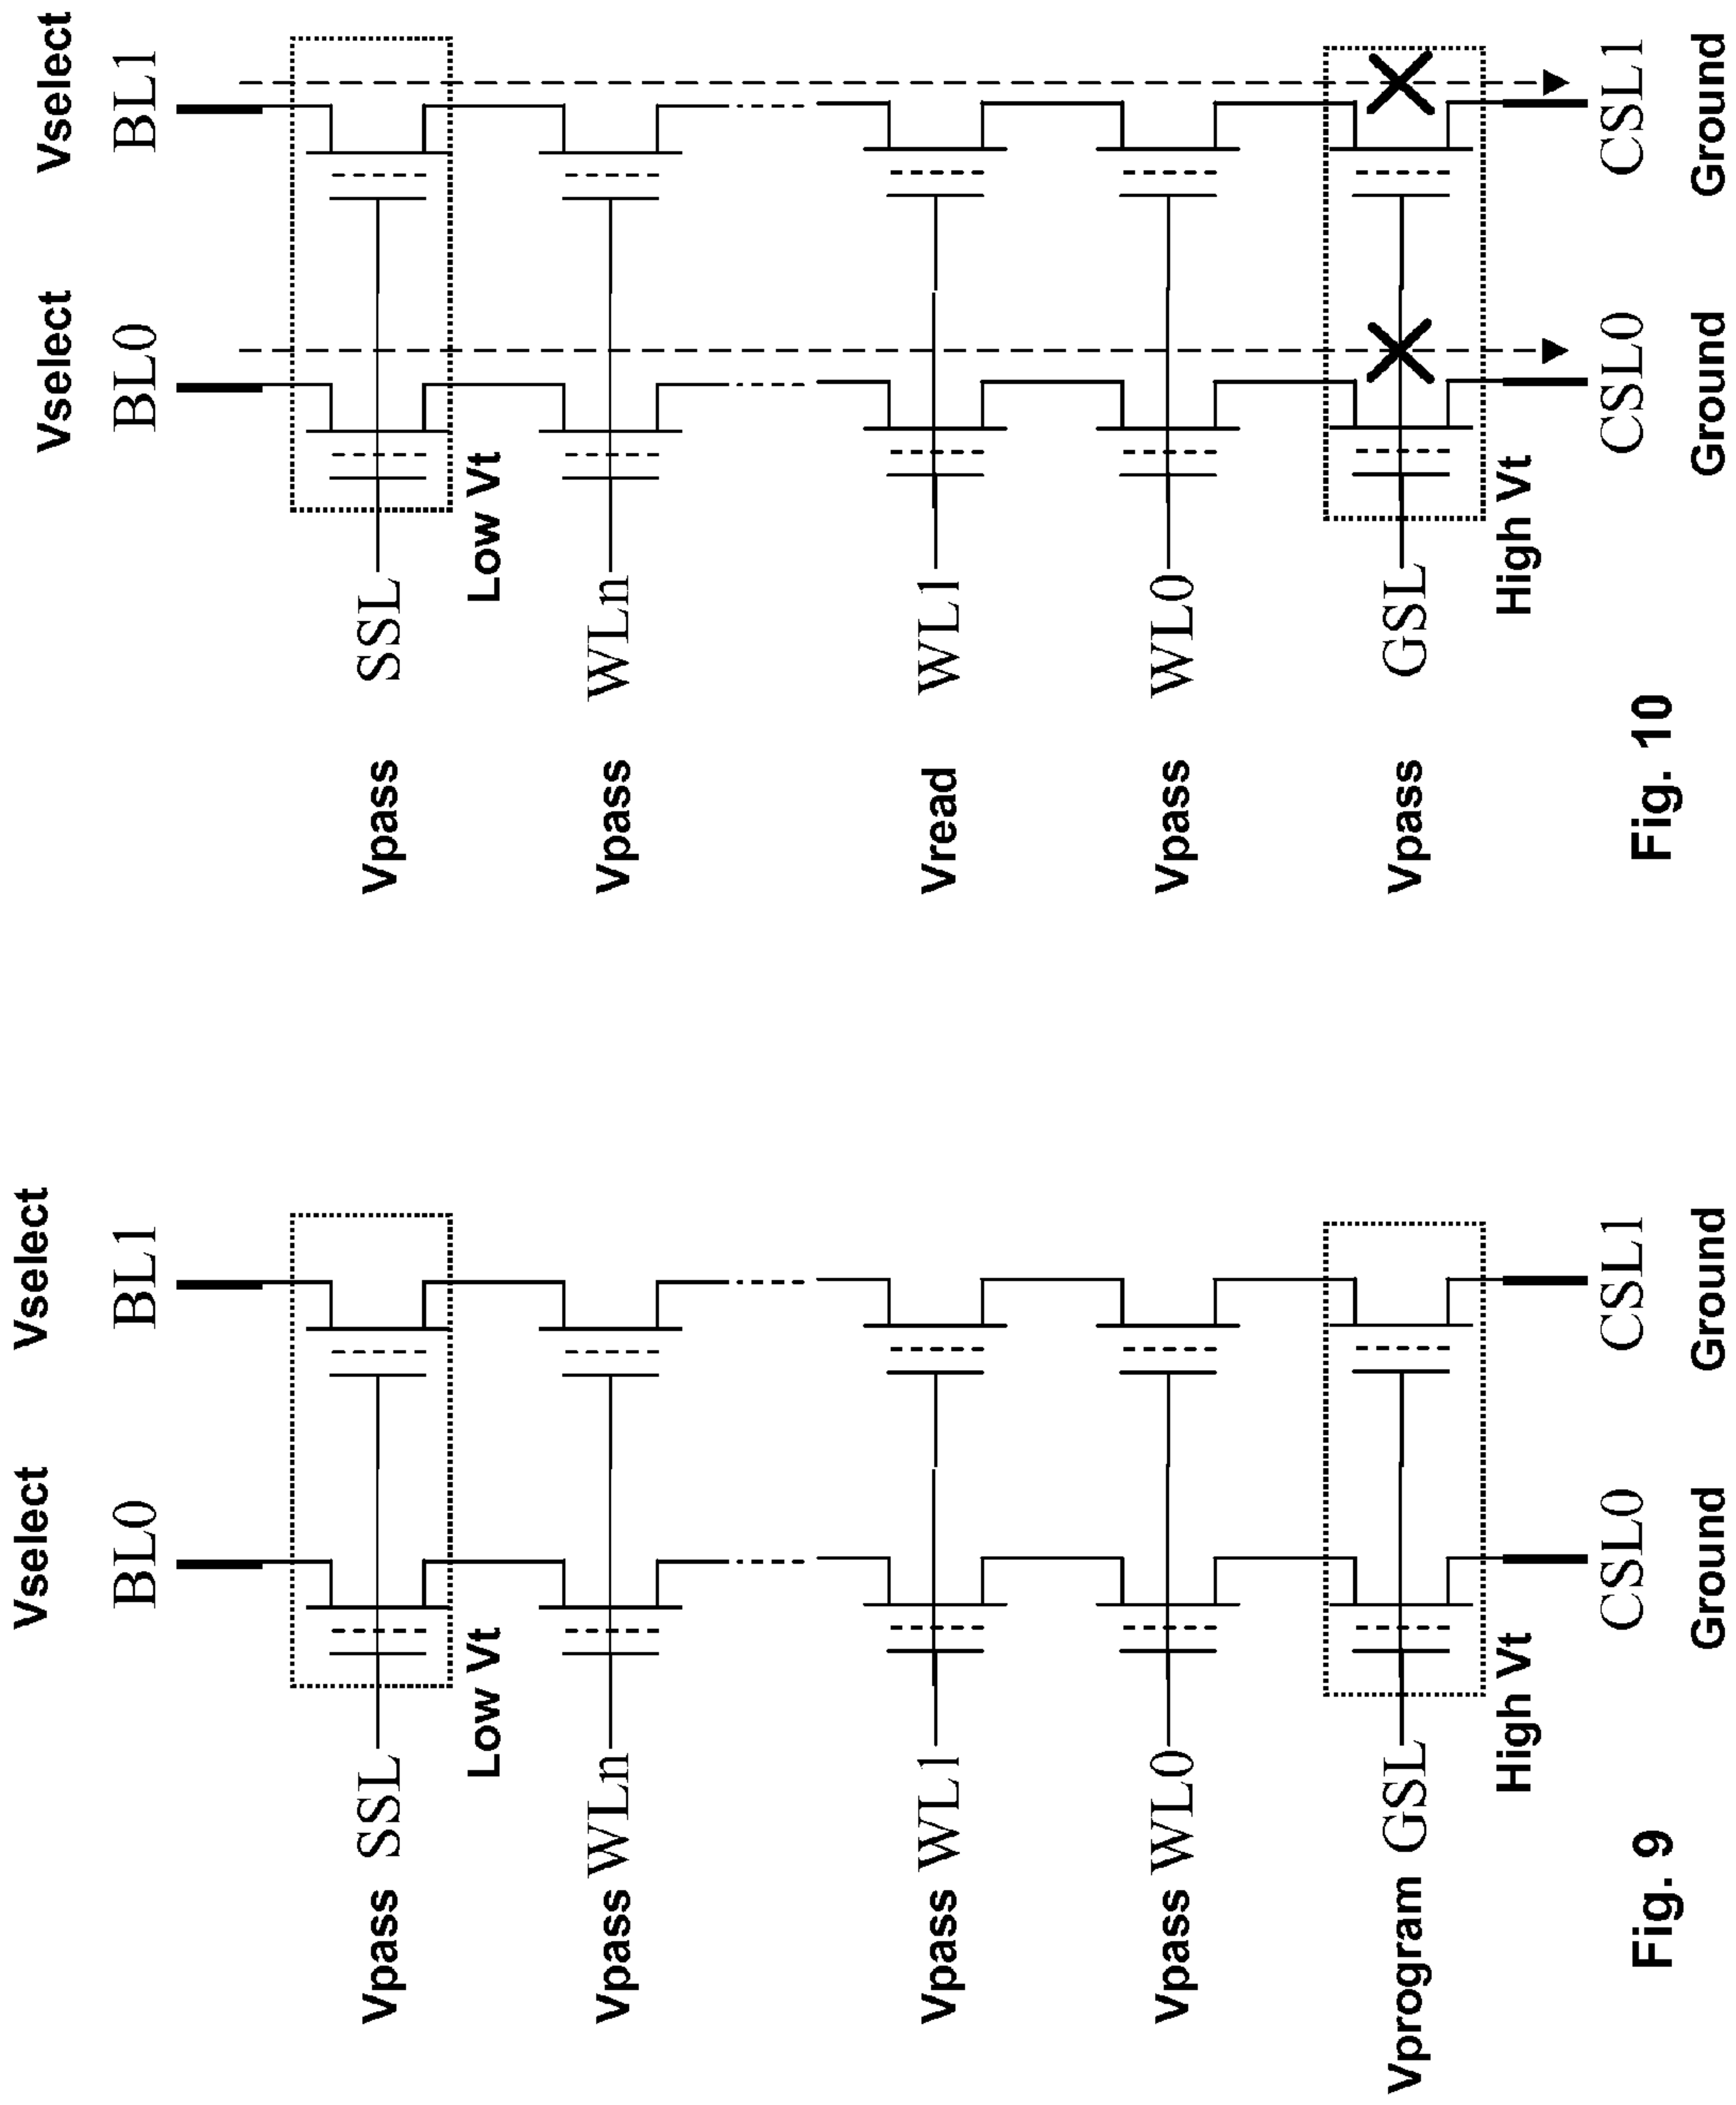 Vselect Vselect
BL0 BL1
Vpass SSL
Low Vt
Vpass WLn
Vpass WL1
Vpass WL0
Vprogram GSL
High Vt
CSL0 CSL1
Ground Ground
Fig. 9
Vselect Vselect
BL0 BL1
Vpass SSL
Low Vt
Vpass WLn
Vread WL1
Vpass WL0
Vpass GSL
High Vt
CSL0 CSL1
Ground Ground
Fig. 10